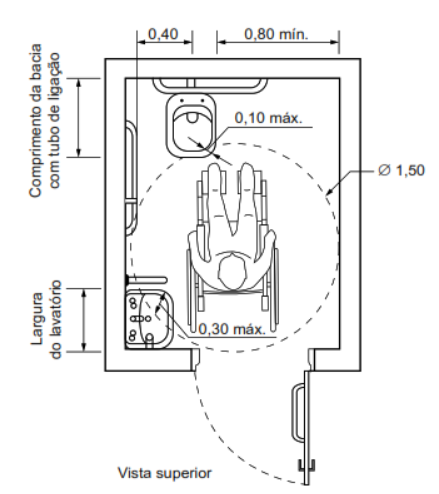 0,40
0,80 mín.
Comprimento da bacia
com tubo de ligação
0,10 máx.
∅ 1,50
Largura
do lavatório
0,30 máx.
Vista superior